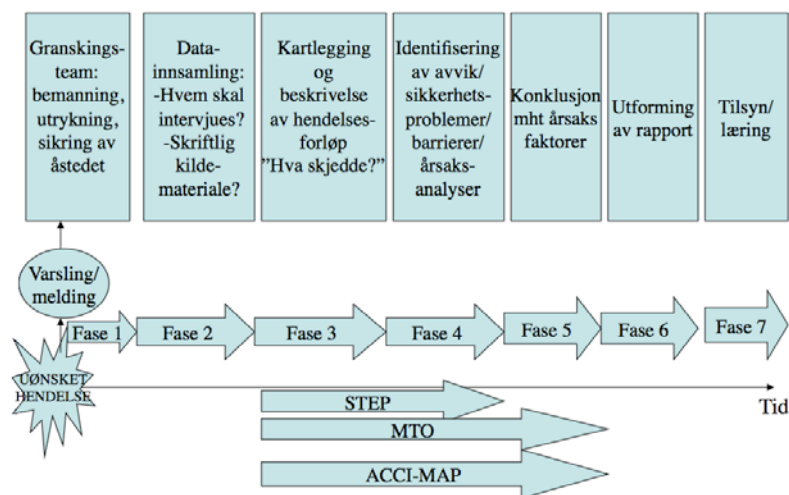 Granskings-
team:
bemanning,
utrykning,
sikring av
åstedet
Data-
innsamling:
-Hvem skal
intervjues?
-Skriftlig
kilde-
materiale?
Kartlegging
og
beskrivelse
av hendelses-
forløp
”Hva skjedde?”
Identifisering
av avvik/
sikkerhets-
problemer/
barrierer/
årsaks-
analyser
Konklusjon
mht årsaks
faktorer
Utforming
av rapport
Tilsyn/
læring
Varsling/
melding
Fase 1
Fase 2
Fase 3
Fase 4
Fase 5
Fase 6
Fase 7
UØNSKET
HENDELSE
Tid
STEP
MTO
ACCI-MAP